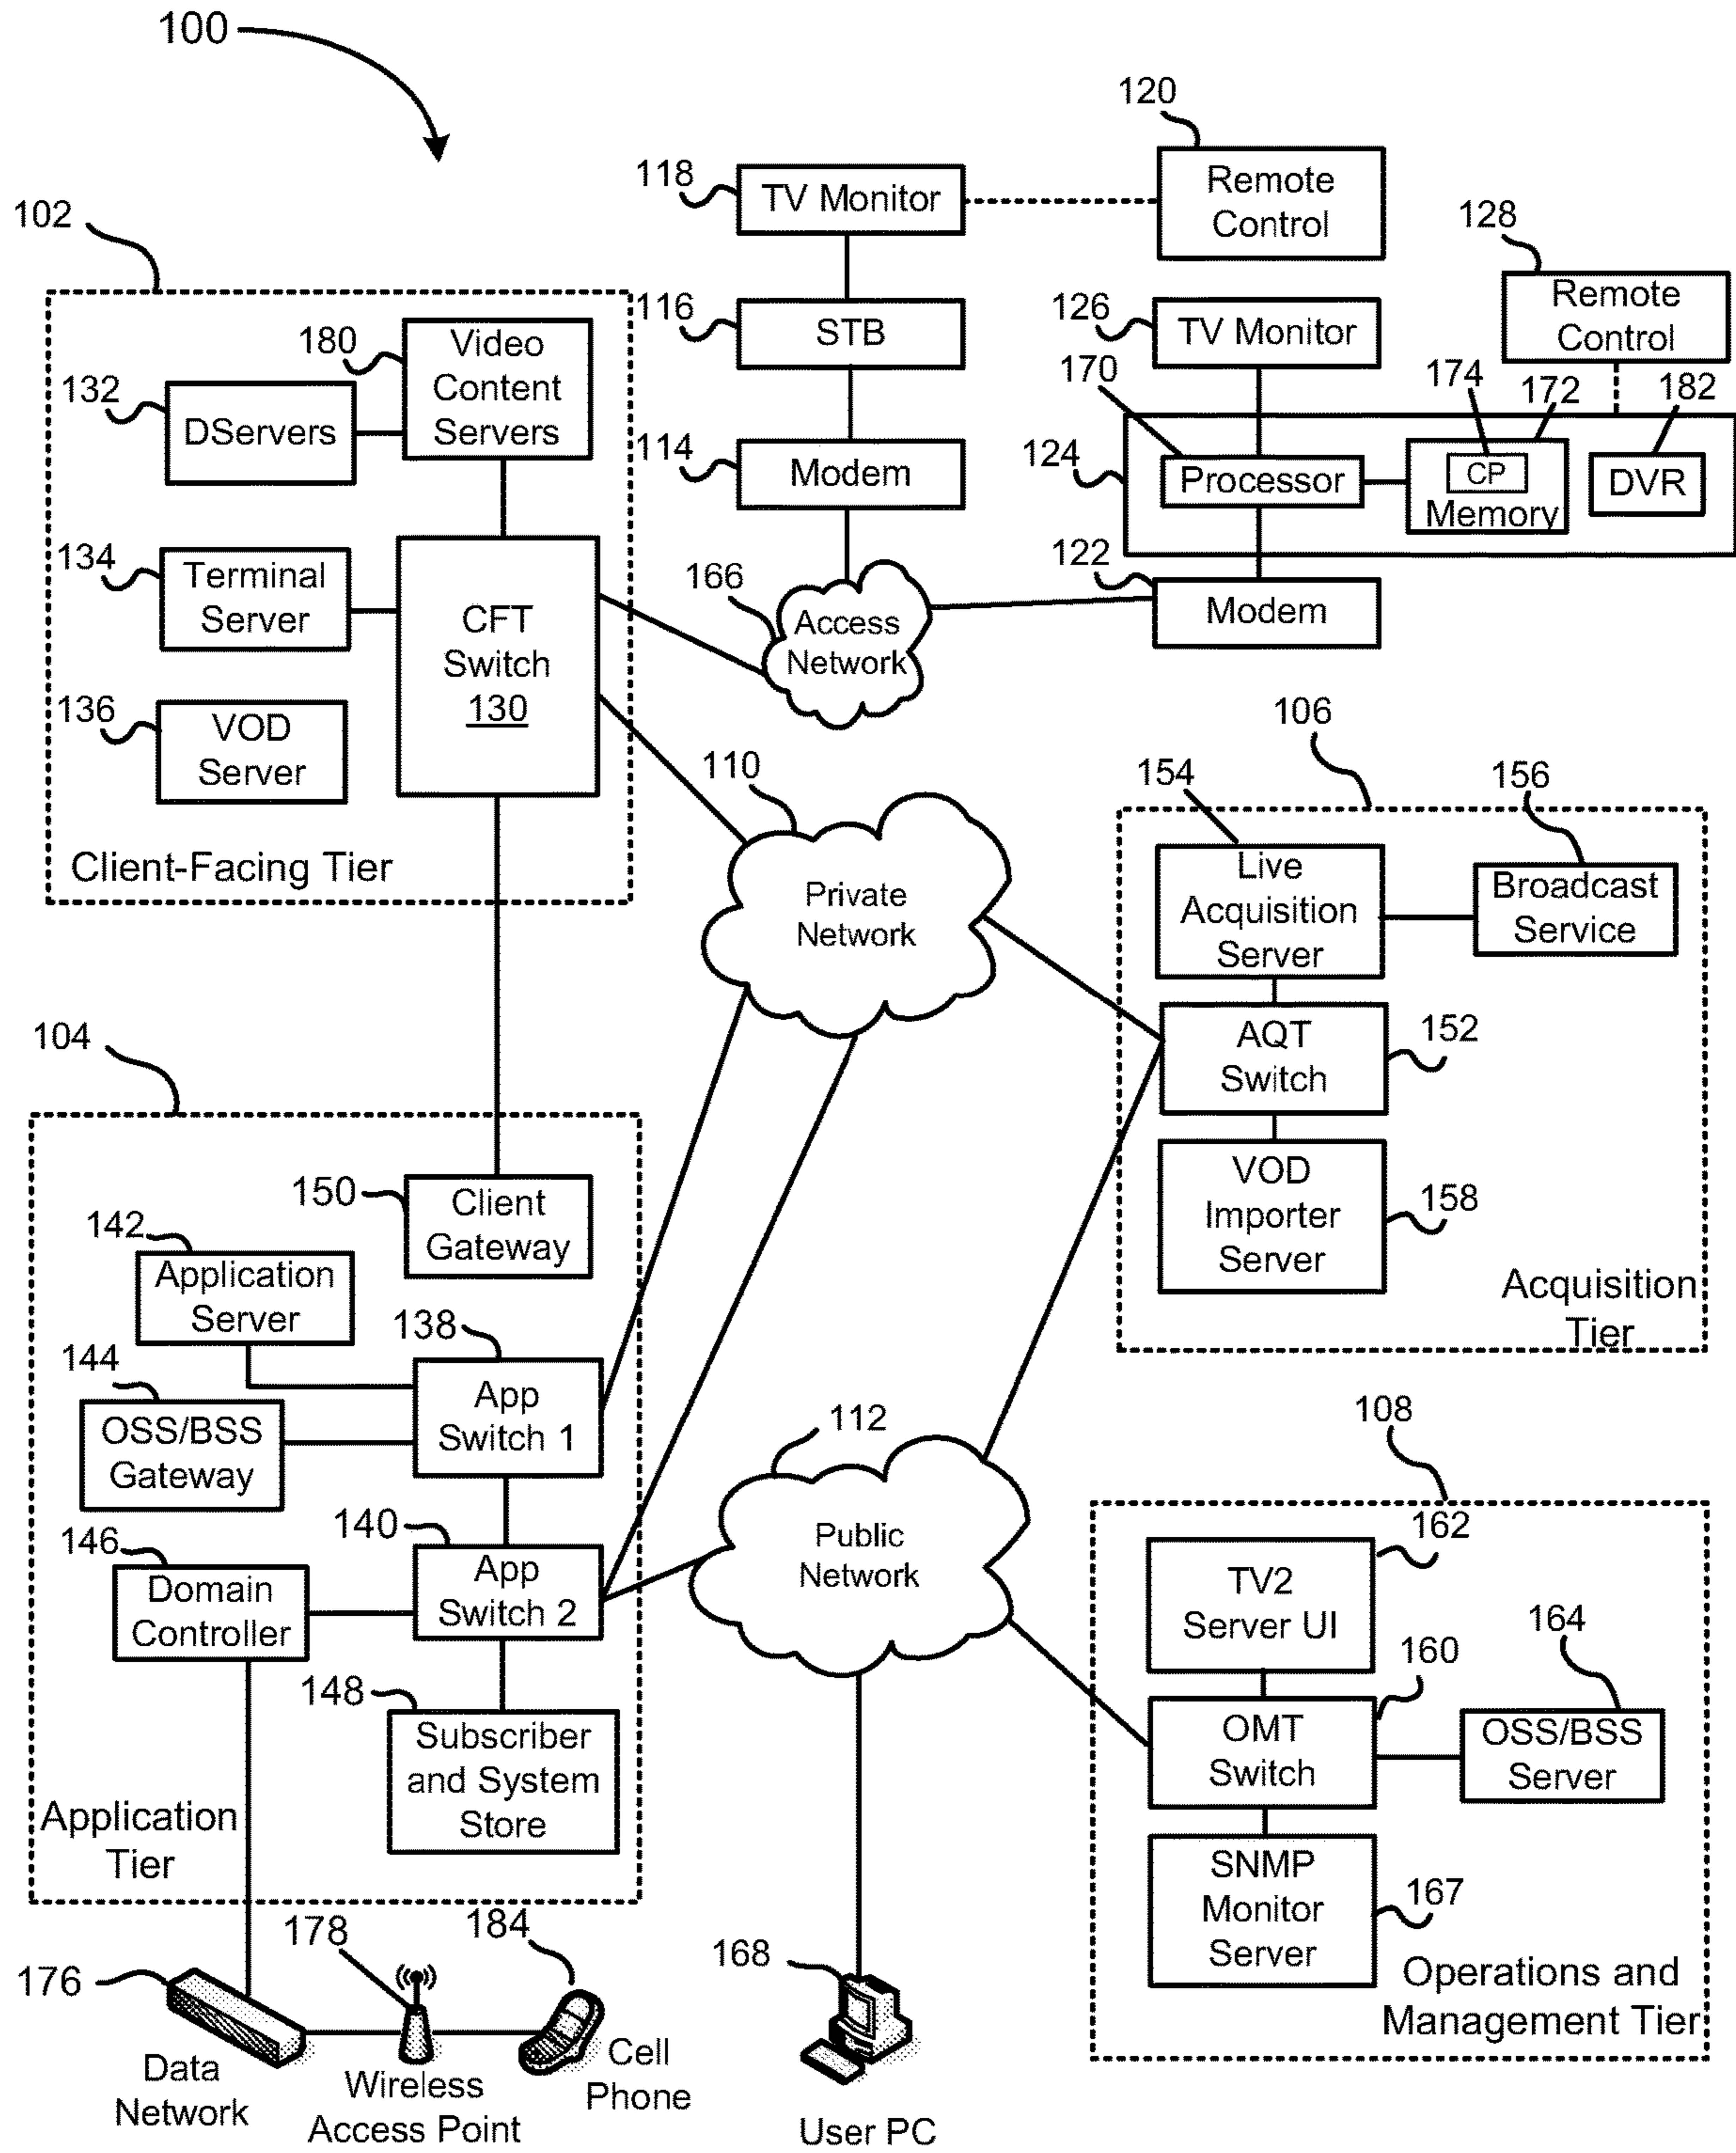 100
120
118
TV Monitor
Remote
Control
102
128
116
STB
126
TV Monitor
Remote
Control
180
Video
Content
Servers
132
DServers
170
174
172
182
114
Modem
124
Processor
CP
Memory
DVR
134
Terminal
Server
CFT
Switch
130
166
Access
Network
122
Modem
136
VOD
Server
Client-Facing Tier
110
Private
Network
106
154
156
Live
Acquisition
Server
Broadcast
Service
AQT
Switch
152
VOD
Importer
Server
158
Acquisition
Tier
104
150
Client
Gateway
142
Application
Server
138
App
Switch 1
144
OSS/BSS
Gateway
140
App
Switch 2
146
Domain
Controller
148
Subscriber
and System
Store
Application
Tier
112
Public
Network
108
162
TV2
Server UI
164
160
OMT
Switch
OSS/BSS
Server
SNMP
Monitor
Server
167
Operations and
Management Tier
176
178
184
168
Data
Network
Wireless
Access Point
Cell
Phone
User PC